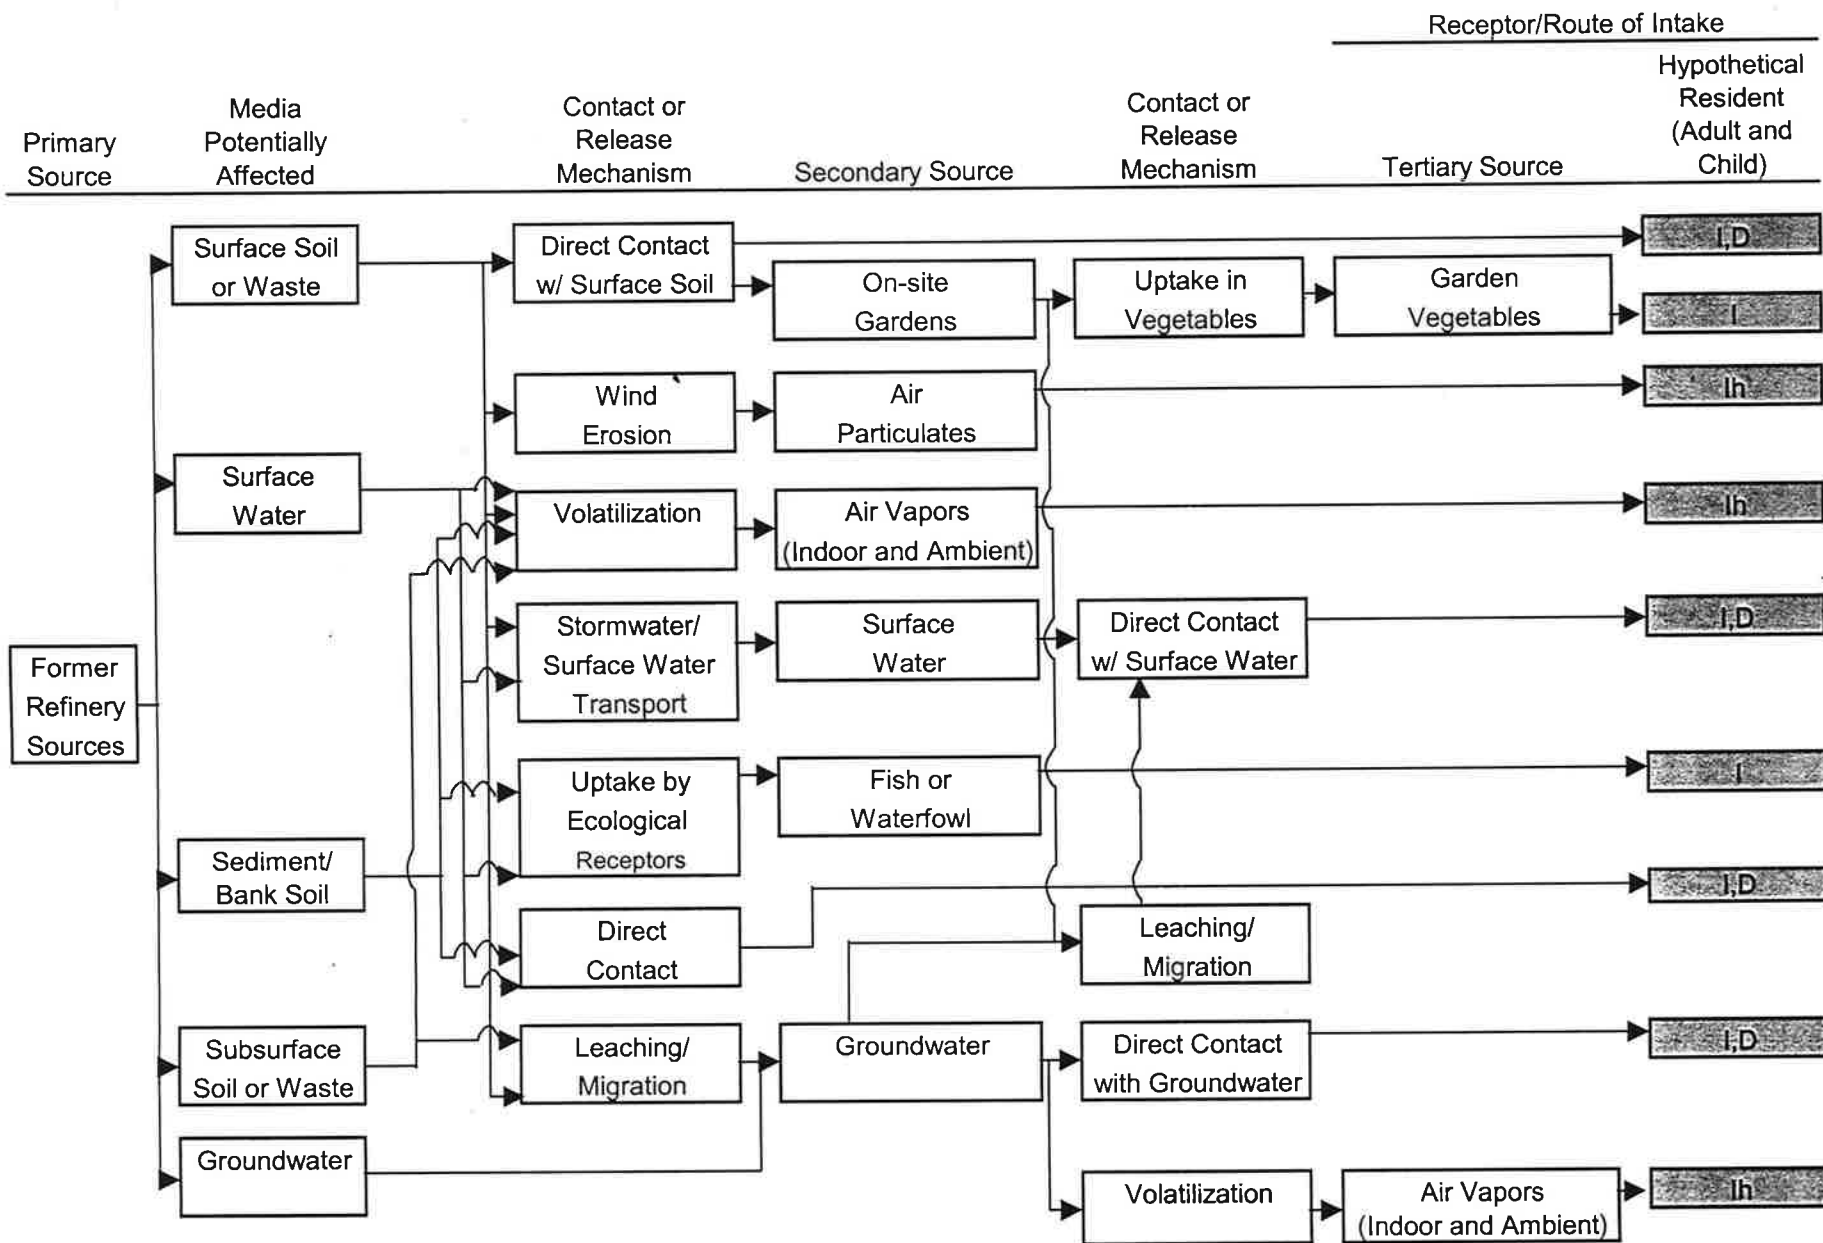 Receptor/Route of Intake
Primary
Source
Media
Potentially
Affected
Contact or
Release
Mechanism
Secondary Source
Contact or
Release
Mechanism
Tertiary Source
Hypothetical
Resident
(Adult and
Child)
Former
Refinery
Sources
Surface Soil
or Waste
Surface
Water
Sediment/
Bank Soil
Subsurface
Soil or Waste
Groundwater
Direct Contact
w/ Surface Soil
Wind
Erosion
Volatilization
Stormwater/
Surface Water
Transport
Uptake by
Ecological
Receptors
Direct
Contact
Leaching/
Migration
On-site
Gardens
Air
Particulates
Air Vapors
(Indoor and Ambient)
Surface
Water
Fish or
Waterfowl
Groundwater
Uptake in
Vegetables
Direct Contact
w/ Surface Water
Leaching/
Migration
Direct Contact
with Groundwater
Volatilization
Garden
Vegetables
Air Vapors
(Indoor and Ambient)
I,D
I
Ih
Ih
I,D
I
I,D
I,D
Ih